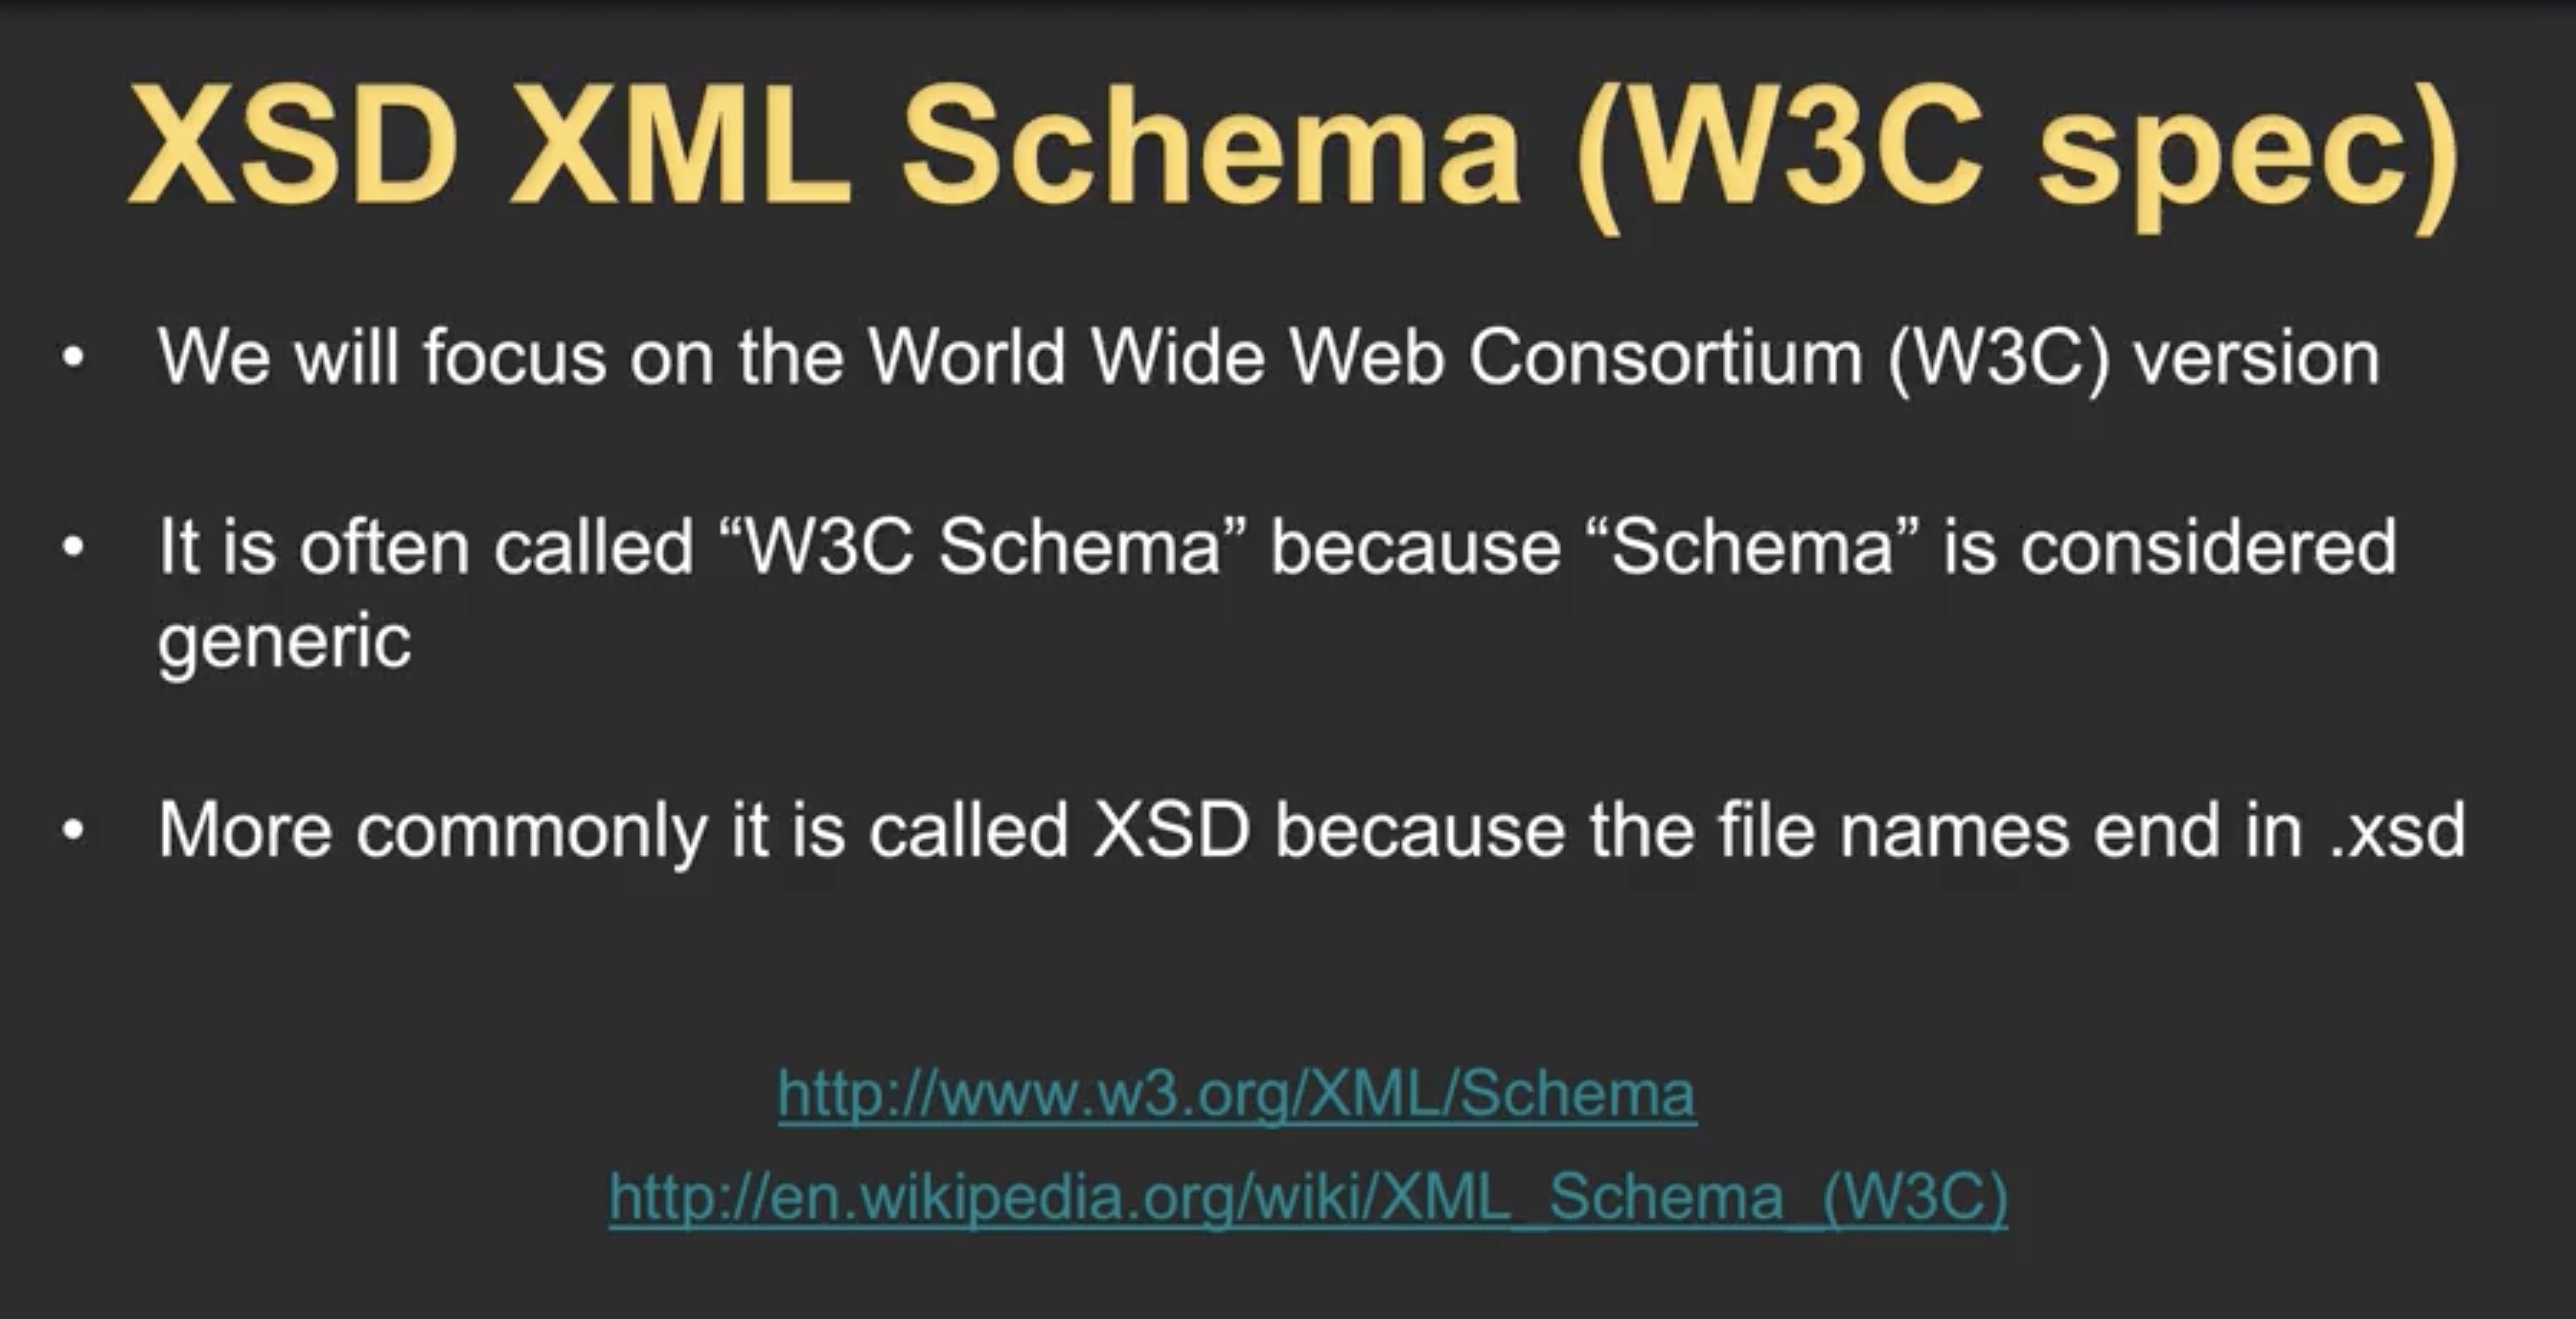 XSD XML Schema (W3C spec)
• We will focus on the World Wide Web Consortium (W3C) version
• It is often called “W3C Schema” because “Schema” is considered
generic
• More commonly it is called XSD because the file names end in .xsd
http://www.w3.org/XML/Schema
http://en.wikipedia.org/wiki/XML_Schema_(W3C)